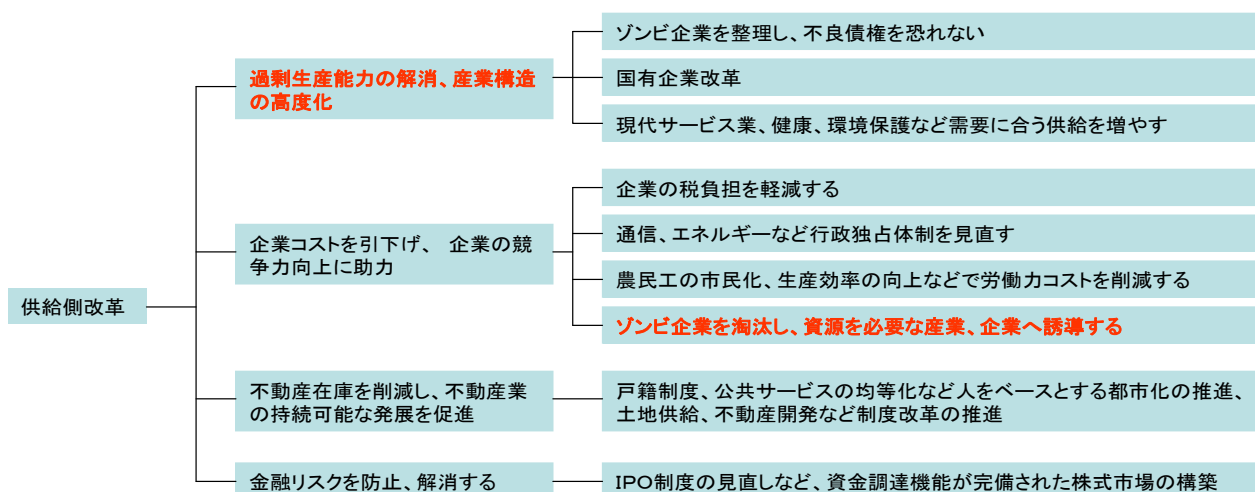 ゾンビ企業を整理し、不良債権を恐れない
過剰生産能力の解消、産業構造
の高度化
国有企業改革
現代サービス業、健康、環境保護など需要に合う供給を増やす
企業の税負担を軽減する
企業コストを引下げ、 企業の競
争力向上に助力
通信、エネルギーなど行政独占体制を見直す
農民工の市民化、生産効率の向上などで労働力コストを削減する
供給側改革
ゾンビ企業を淘汰し、資源を必要な産業、企業へ誘導する
不動産在庫を削減し、不動産業
の持続可能な発展を促進
戸籍制度、公共サービスの均等化など人をベースとする都市化の推進、
土地供給、不動産開発など制度改革の推進
金融リスクを防止、解消する
IPO制度の見直しなど、資金調達機能が完備された株式市場の構築